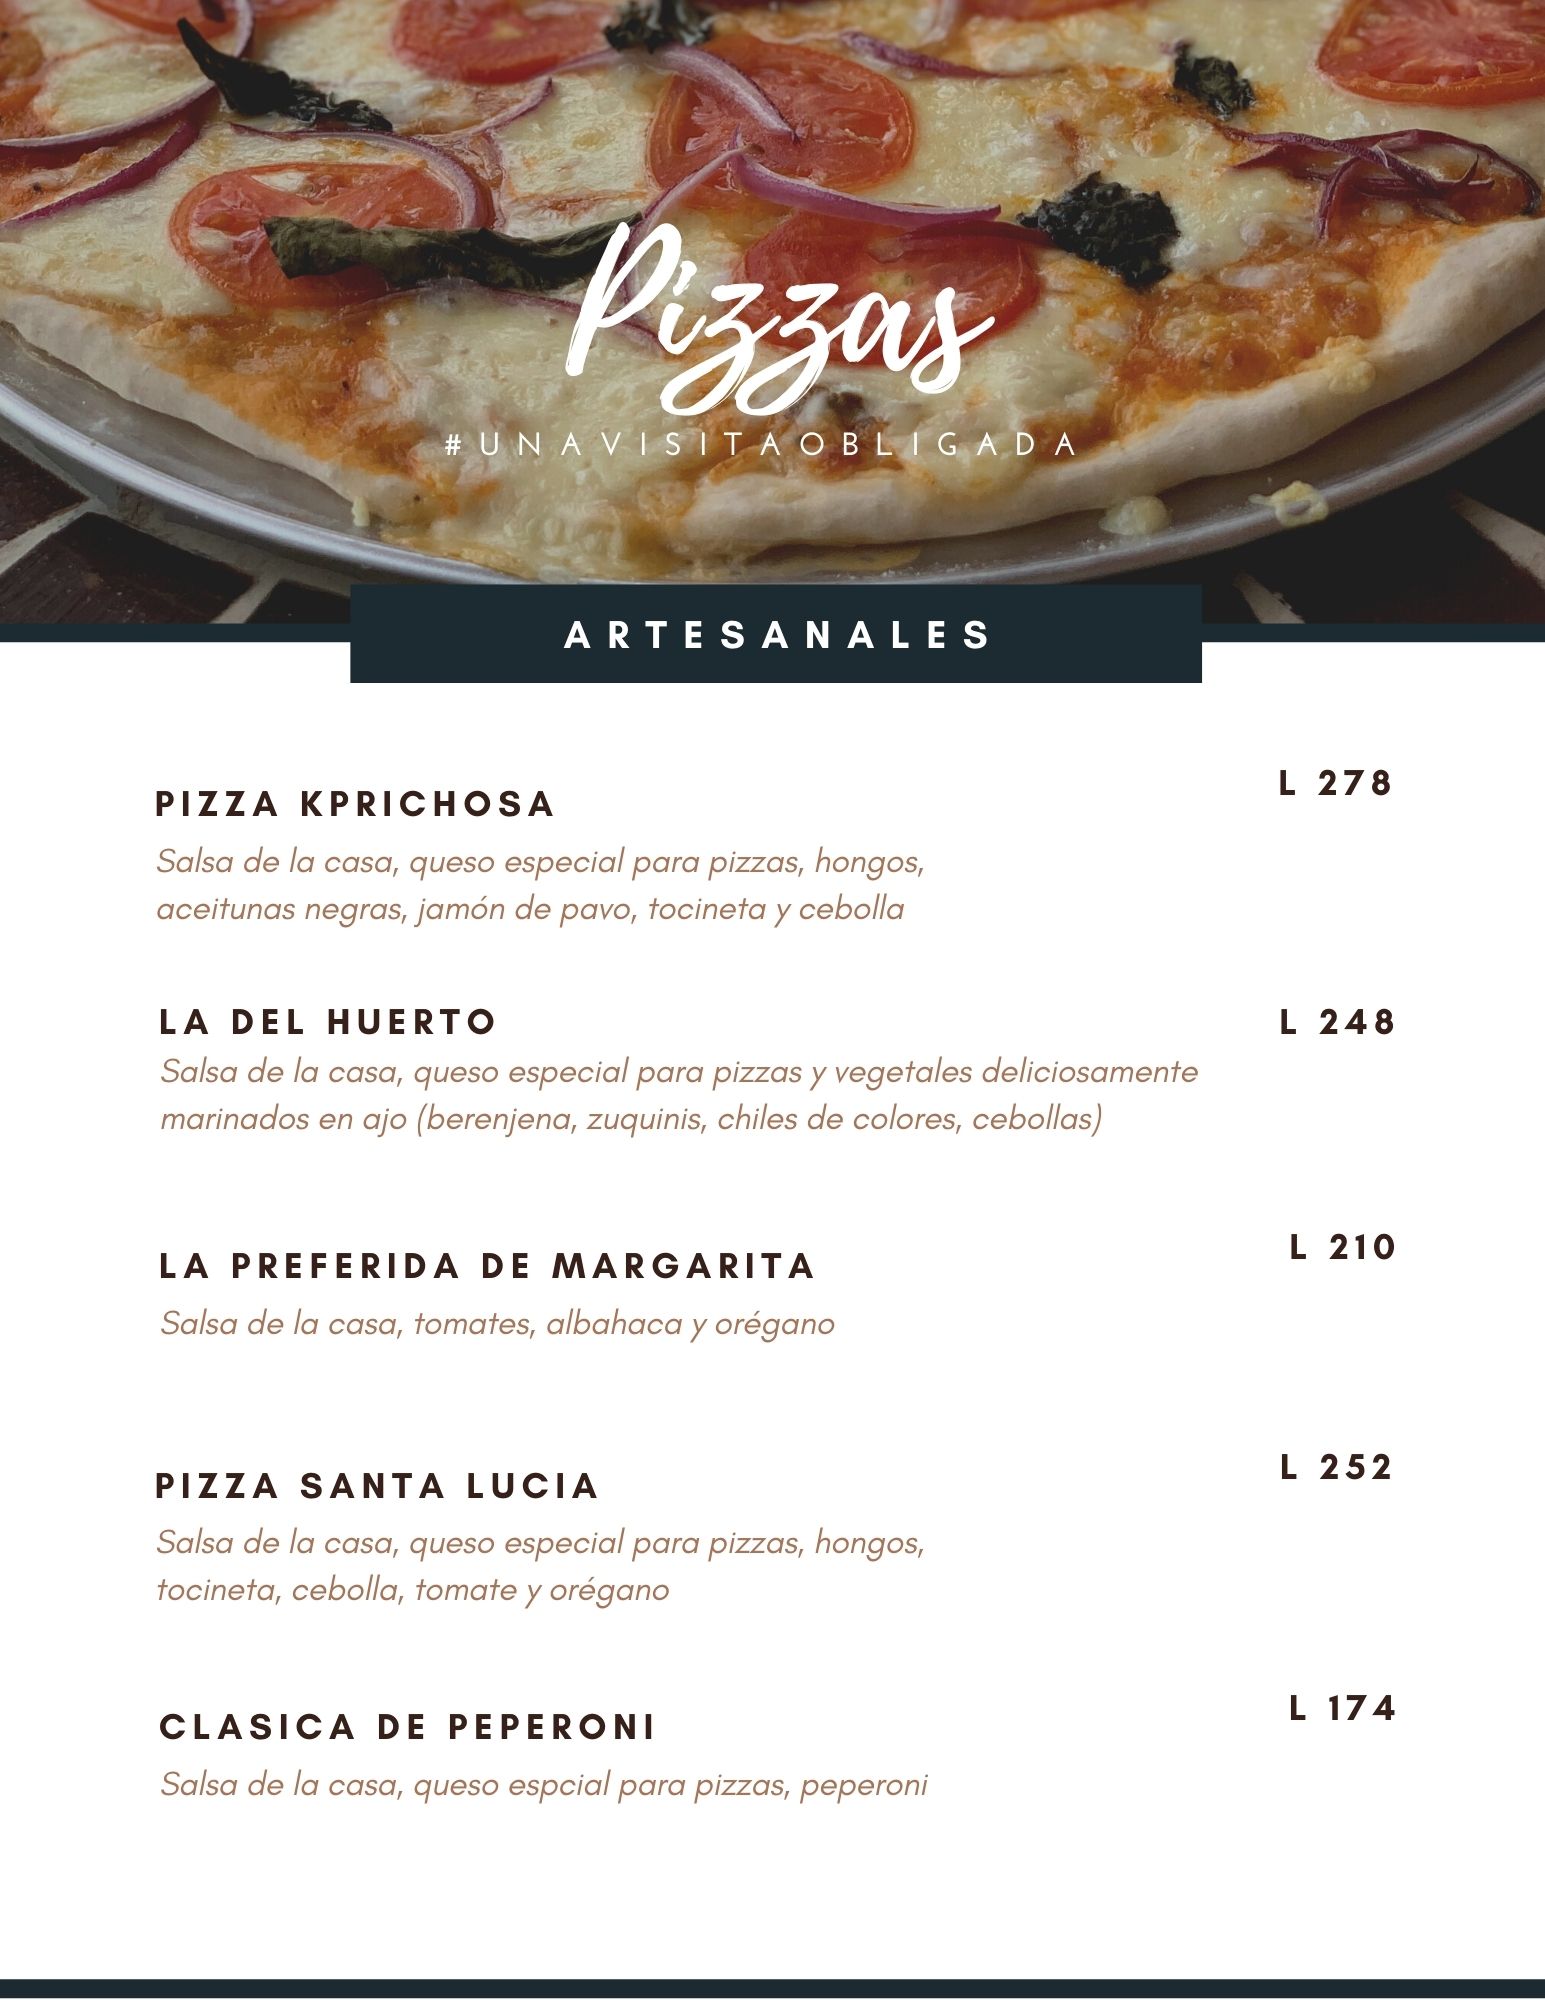 Pizzas
#UNAVISITAOBLIGADA
ARTESANALES
PIZZA KPRICHOSA
L 278
Salsa de la casa, queso especial para pizzas, hongos,
aceitunas negras, jamón de pavo, tocineta y cebolla
LA DEL HUERTO
L 248
Salsa de la casa, queso especial para pizzas y vegetales deliciosamente
marinados en ajo (berenjena, zuquinis, chiles de colores, cebollas)
LA PREFERIDA DE MARGARITA
L 210
Salsa de la casa, tomates, albahaca y orégano
PIZZA SANTA LUCIA
L 252
Salsa de la casa, queso especial para pizzas, hongos,
tocineta, cebolla, tomate y orégano
CLASICA DE PEPERONI
L 174
Salsa de la casa, queso espcial para pizzas, peperoni